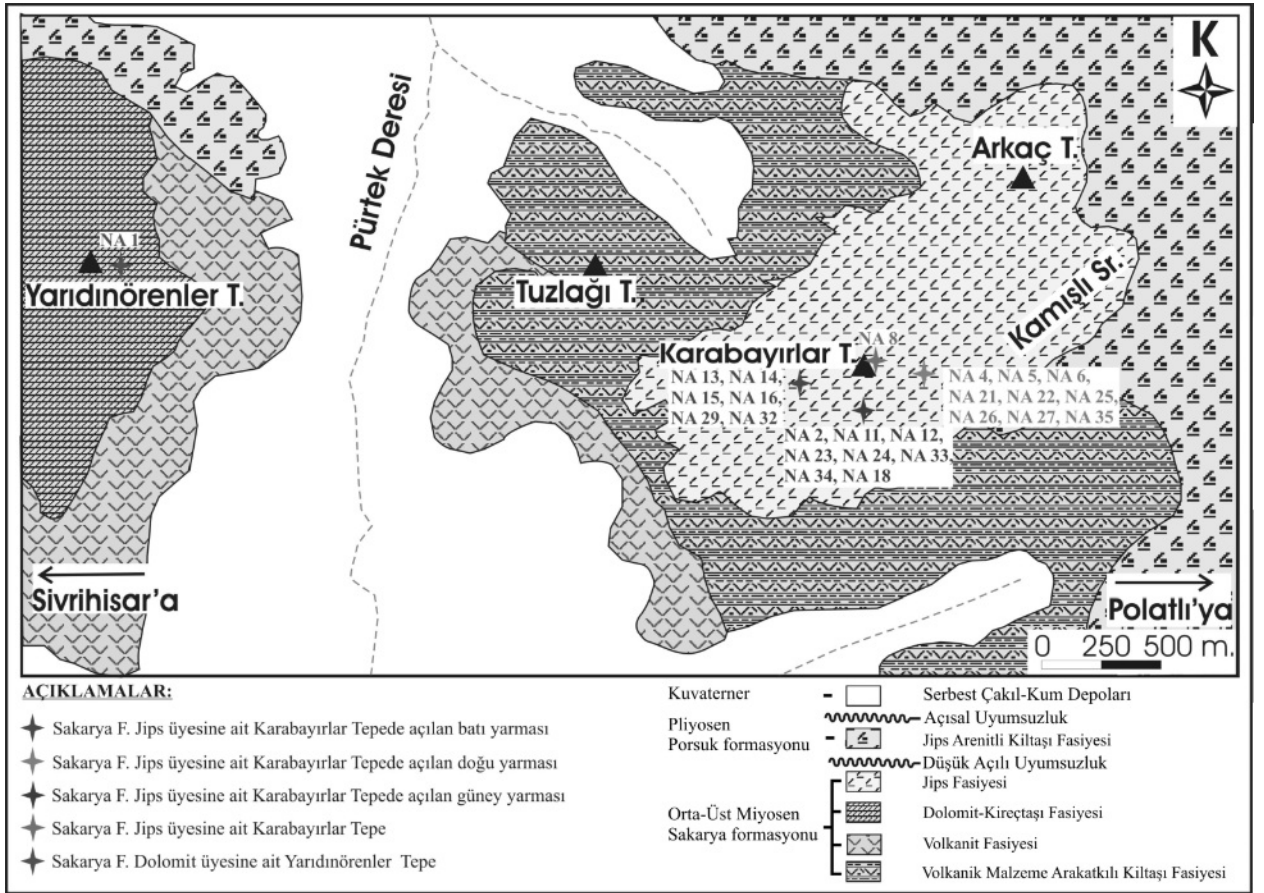 K
Pürtek Deresi
Arkaç T.
NA 1
Yarıdınörenler T.
Tuzlağı T.
Kamışlı Sr.
Karabayırlar T.
NA 8
NA 13, NA 14,
NA 15, NA 16,
NA 29, NA 32
NA 4, NA 5, NA 6,
NA 21, NA 22, NA 25,
NA 26, NA 27, NA 35
NA 2, NA 11, NA 12,
NA 23, NA 24, NA 33,
NA 34, NA 18
Sivrihisar'a
Polatlı'ya
0 250 500 m.
AÇIKLAMALAR:
Sakarya F. Jips üyesine ait Karabayırlar Tepede açılan batı yarması
Sakarya F. Jips üyesine ait Karabayırlar Tepede açılan doğu yarması
Sakarya F. Jips üyesine ait Karabayırlar Tepede açılan güney yarması
Sakarya F. Jips üyesine ait Karabayırlar Tepe
Sakarya F. Dolomit üyesine ait Yarıdınörenler Tepe
Kuvaterner
Serbest Çakıl-Kum Depoları
Açısal Uyumsuzluk
Pliyosen
Porsuk formasyonu
Jips Arenitli Kiltaşı Fasiyesi
Düşük Açılı Uyumsuzluk
Jips Fasiyesi
Orta-Üst Miyosen
Sakarya formasyonu
Dolomit-Kireçtaşı Fasiyesi
Volkanit Fasiyesi
Volkanik Malzeme Arakatkılı Kiltaşı Fasiyesi